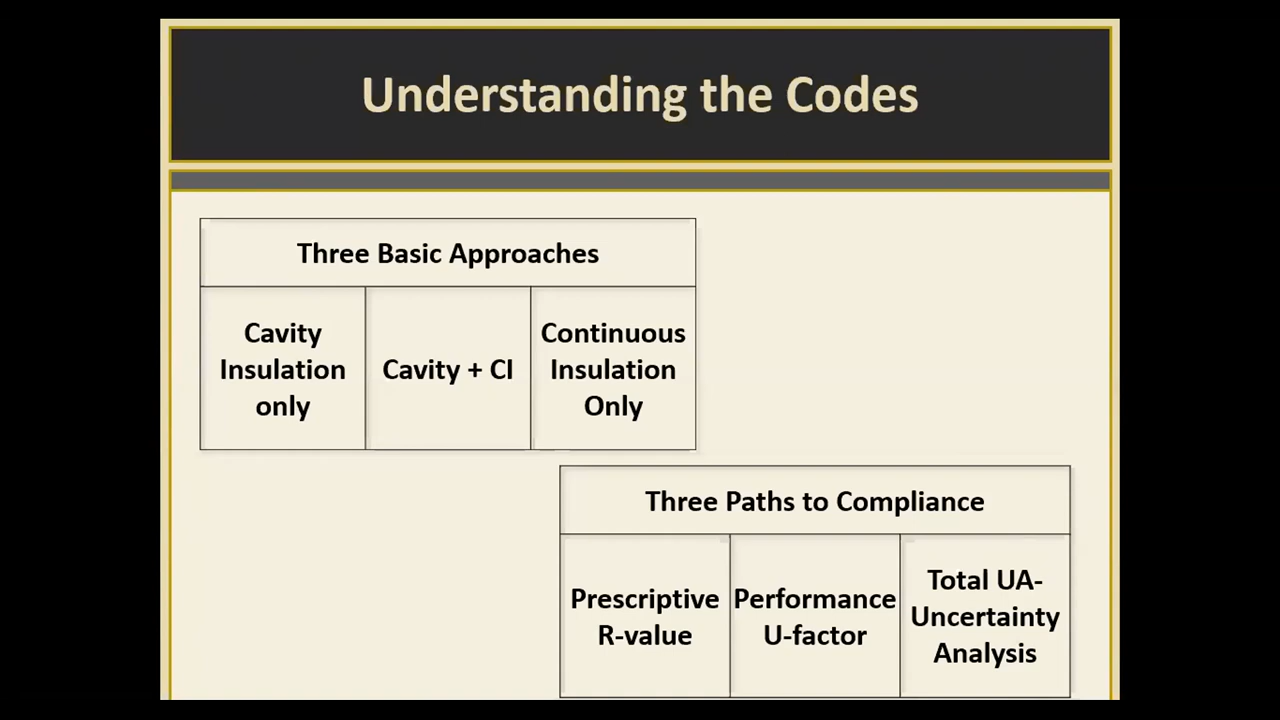 Understanding the Codes
Three Basic Approaches
Cavity
Insulation
only
Cavity + CI
Continuous
Insulation
Only
Three Paths to Compliance
Prescriptive
R-value
Performance
U-factor
Total UA-
Uncertainty
Analysis